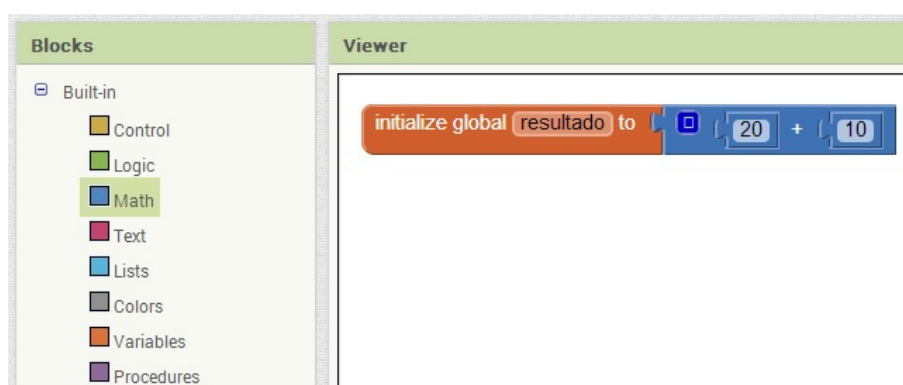 Blocks
Built-in
Control
Logic
Math
Text
Lists
Colors
Variables
Procedures
Viewer
initialize global resultado to 20 + 10